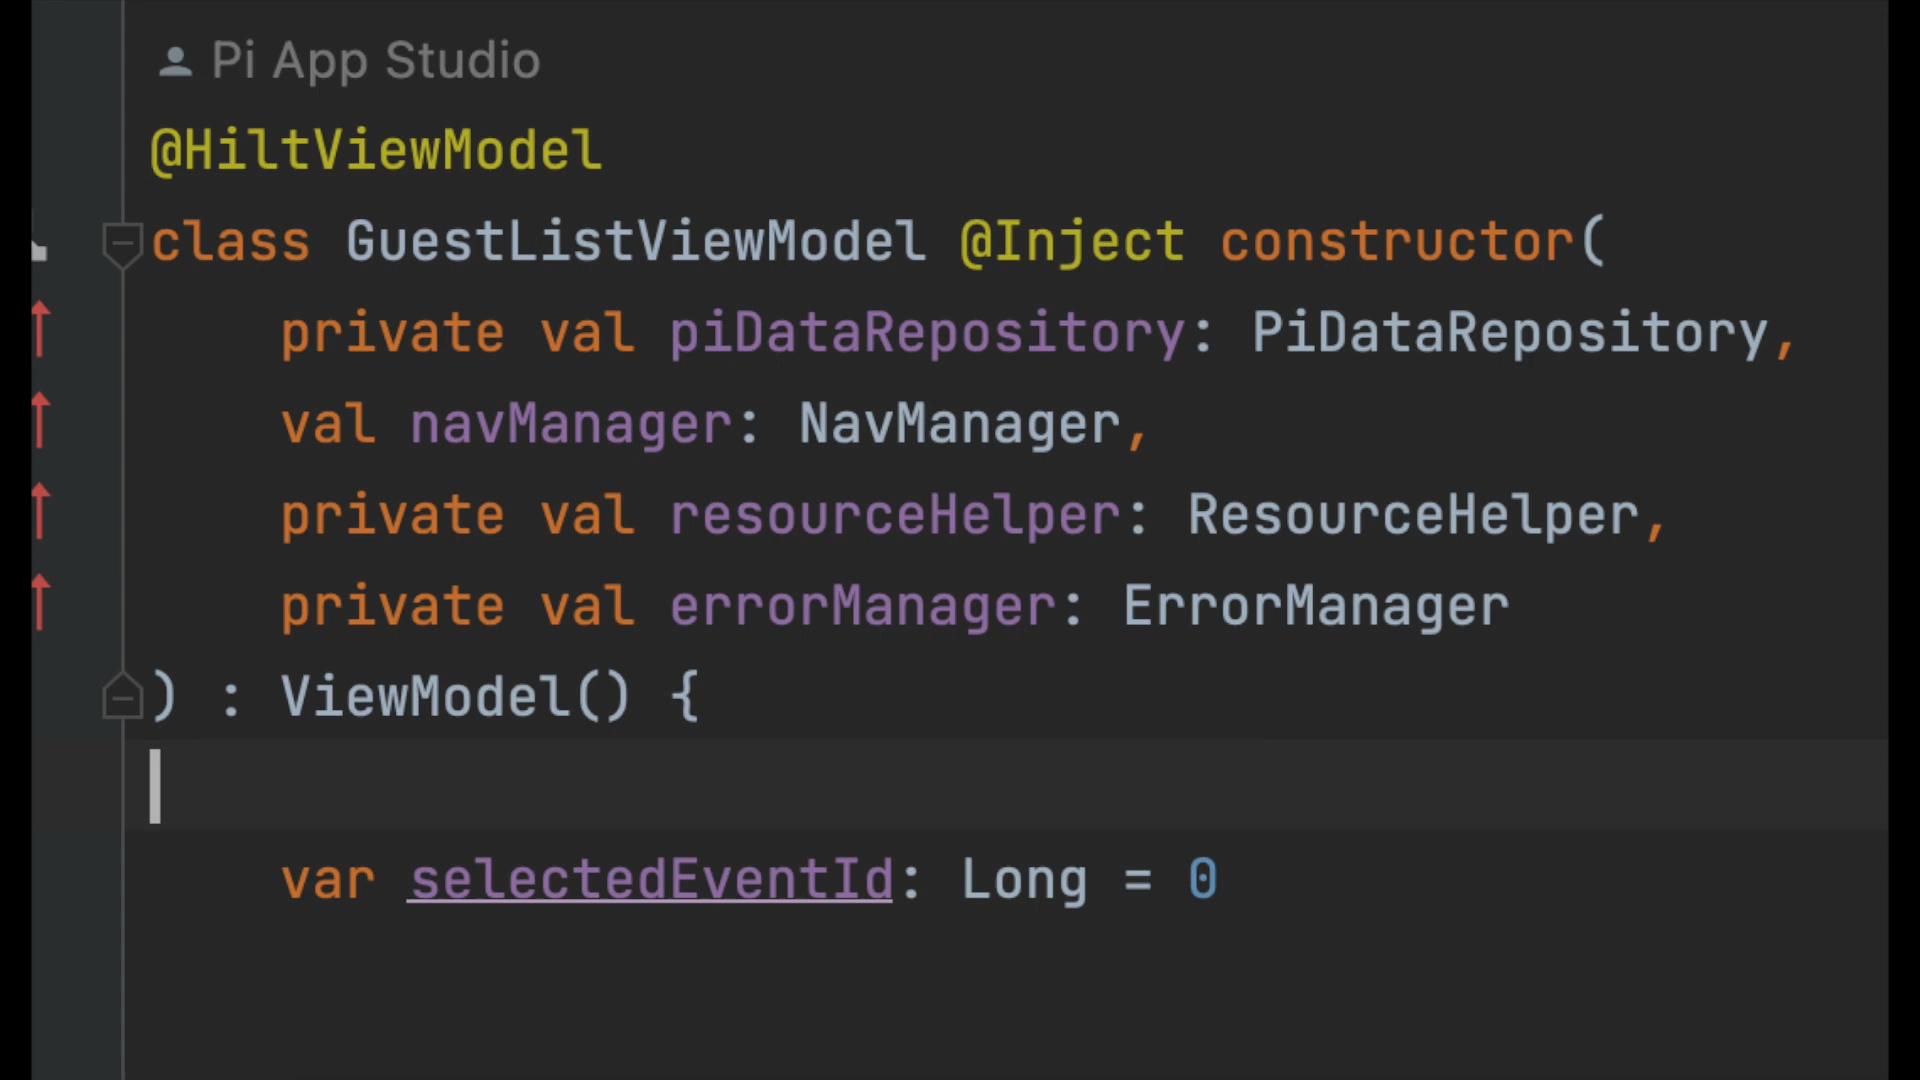 Pi App Studio
@HiltViewModel
class GuestListViewModel @Inject constructor(
    private val piDataRepository: PiDataRepository,
    val navManager: NavManager,
    private val resourceHelper: ResourceHelper,
    private val errorManager: ErrorManager
) : ViewModel() {
    var selectedEventId: Long = 0